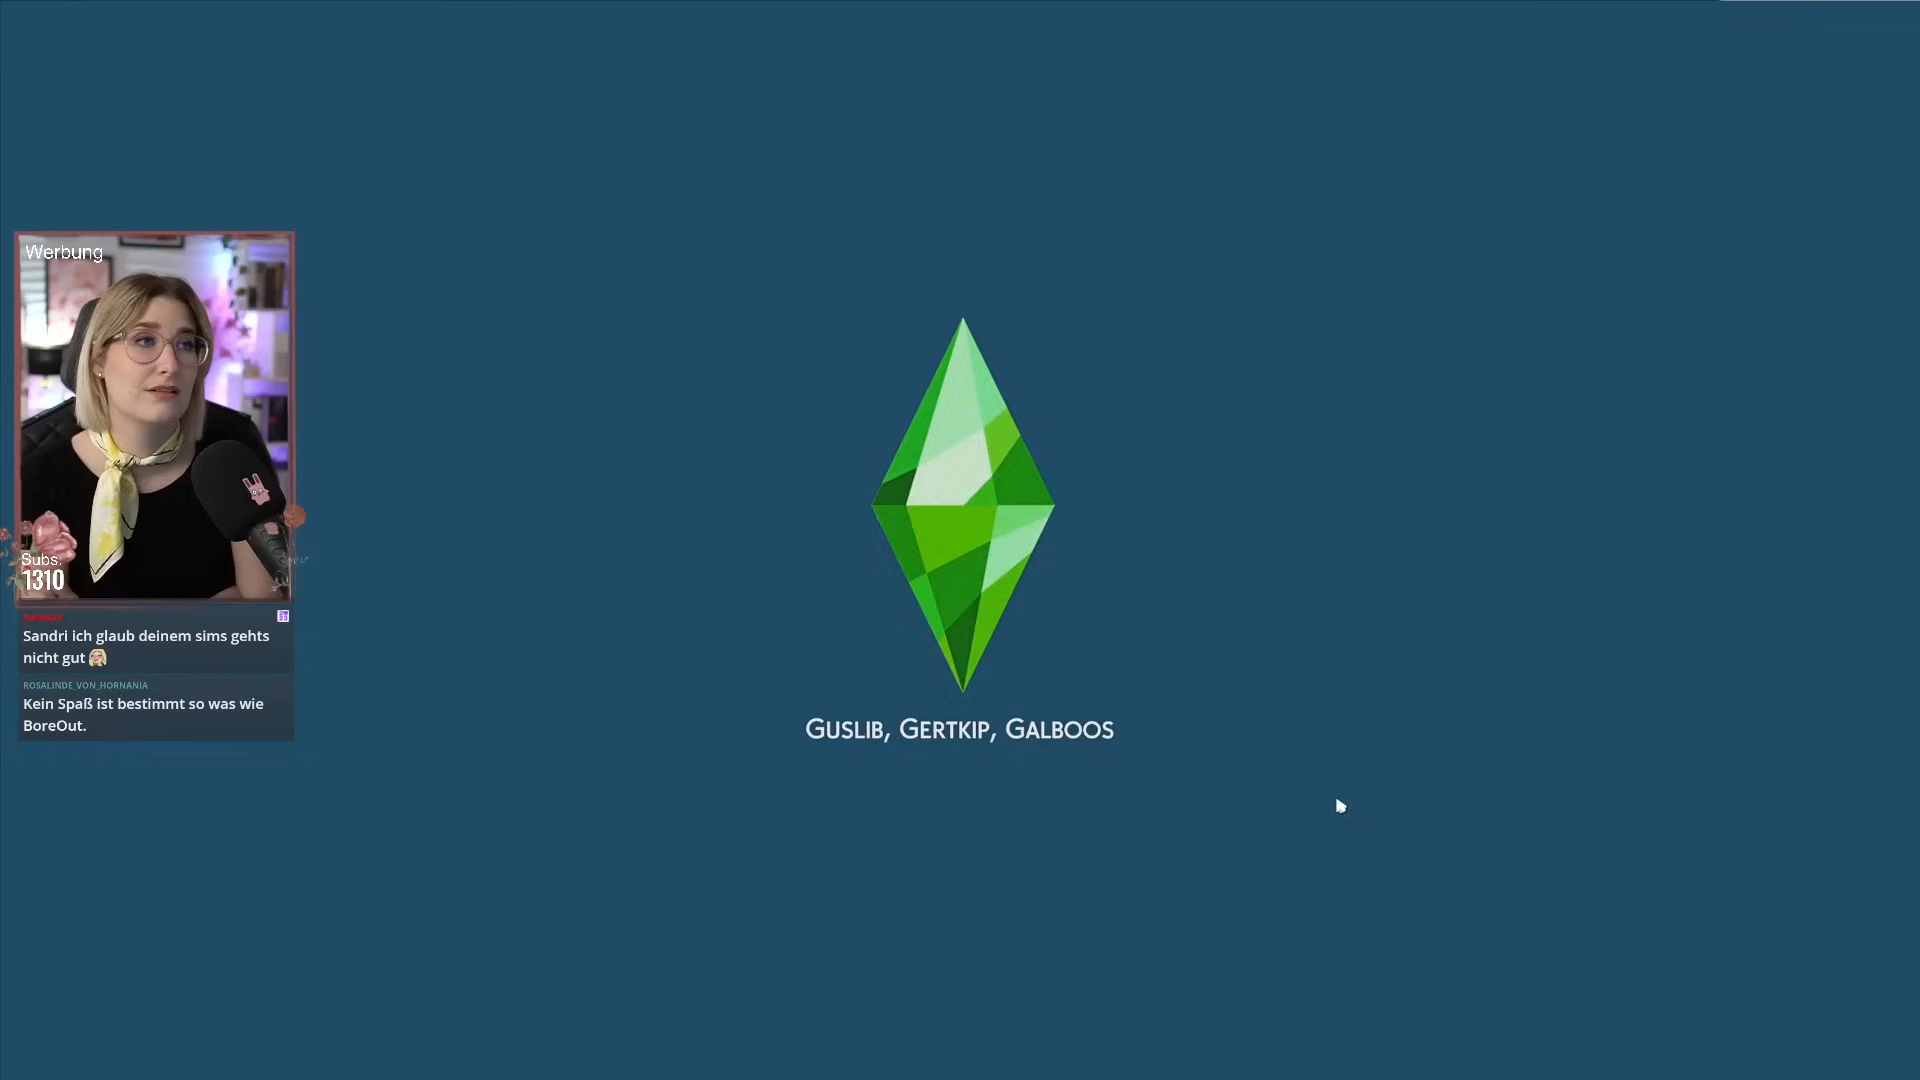 Werbung
Subs:
1310
Sandri ich glaub deinem sims gehts
nicht gut
ROSALINDE_VON_HORNANIA
Kein Spaß ist bestimmt so was wie
BoreOut.
Guslib, Gertkip, Galboos